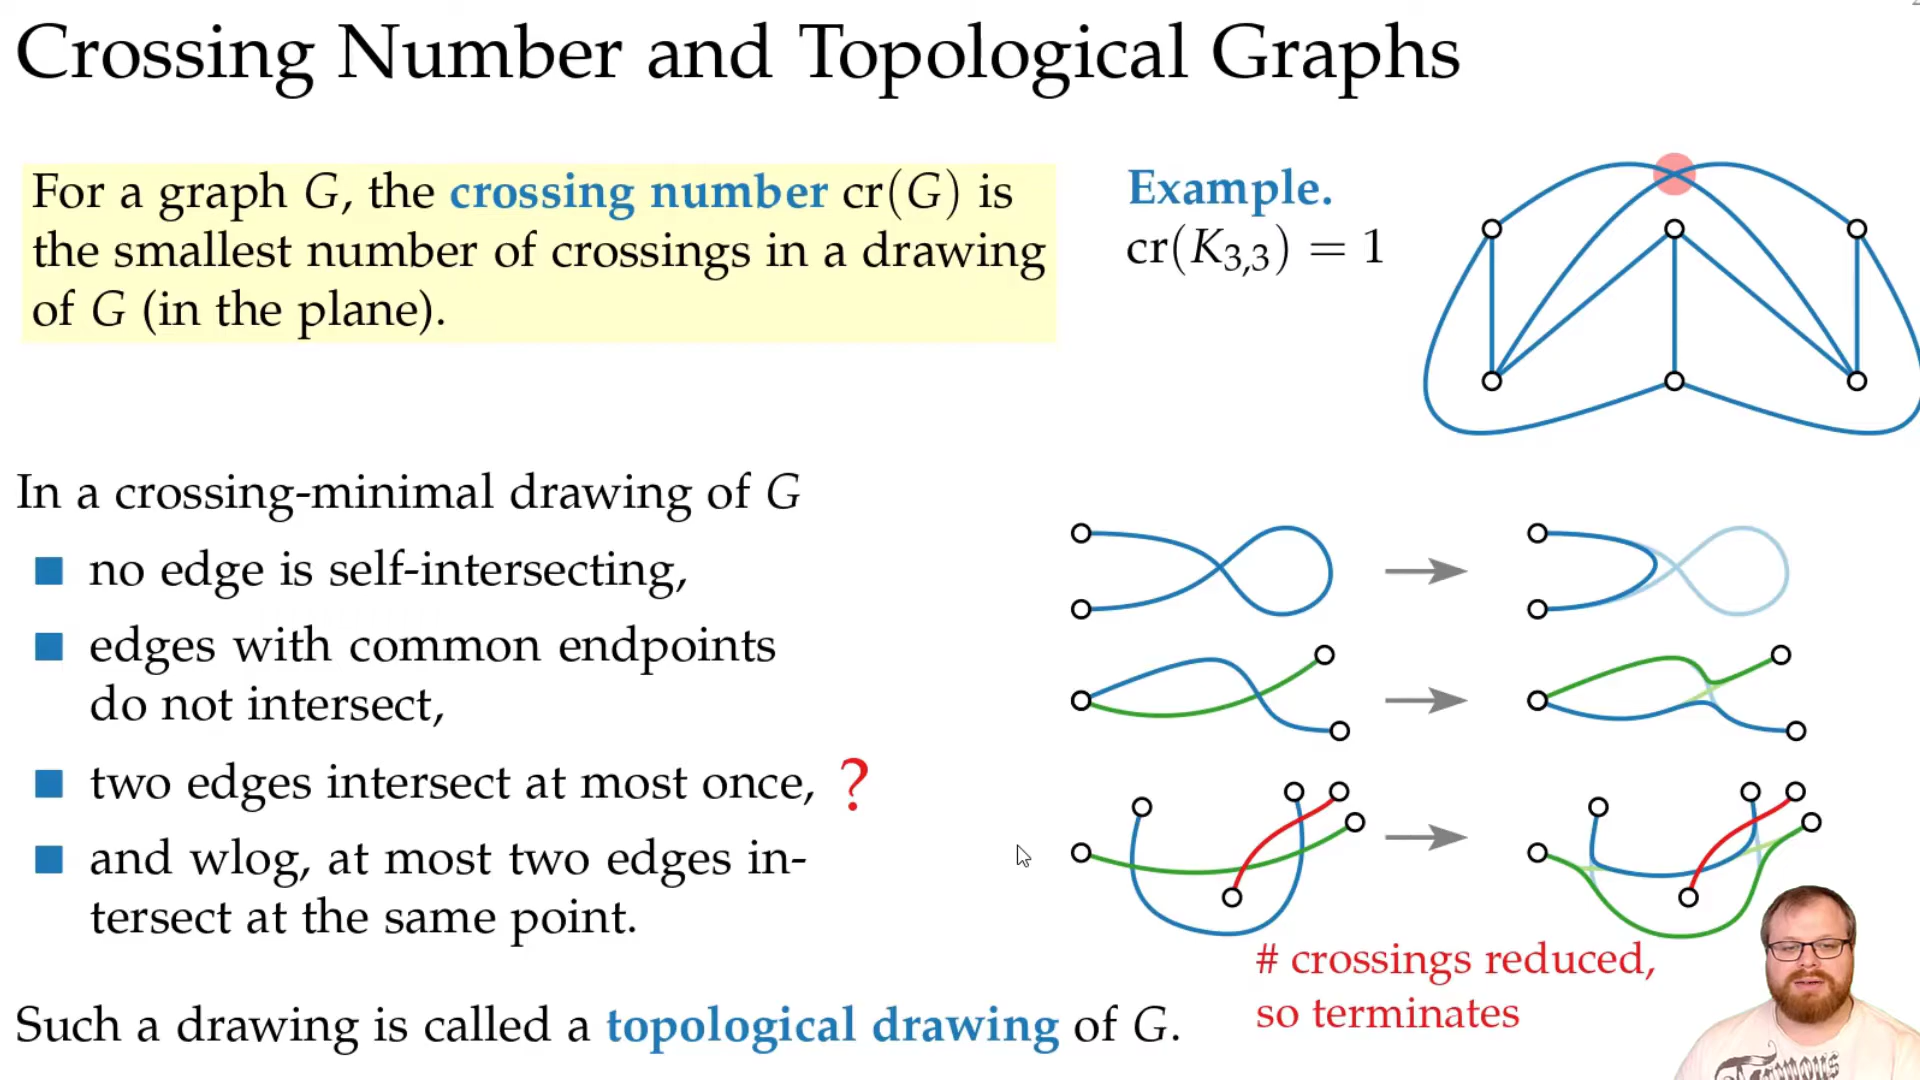 Crossing Number and Topological Graphs
For a graph G, the crossing number cr(G) is
the smallest number of crossings in a drawing
of G (in the plane).
Example.
cr(K3,3) = 1
In a crossing-minimal drawing of G
no edge is self-intersecting,
edges with common endpoints
do not intersect,
two edges intersect at most once, ?
and wlog, at most two edges in-
tersect at the same point.
# crossings reduced,
so terminates
Such a drawing is called a topological drawing of G.